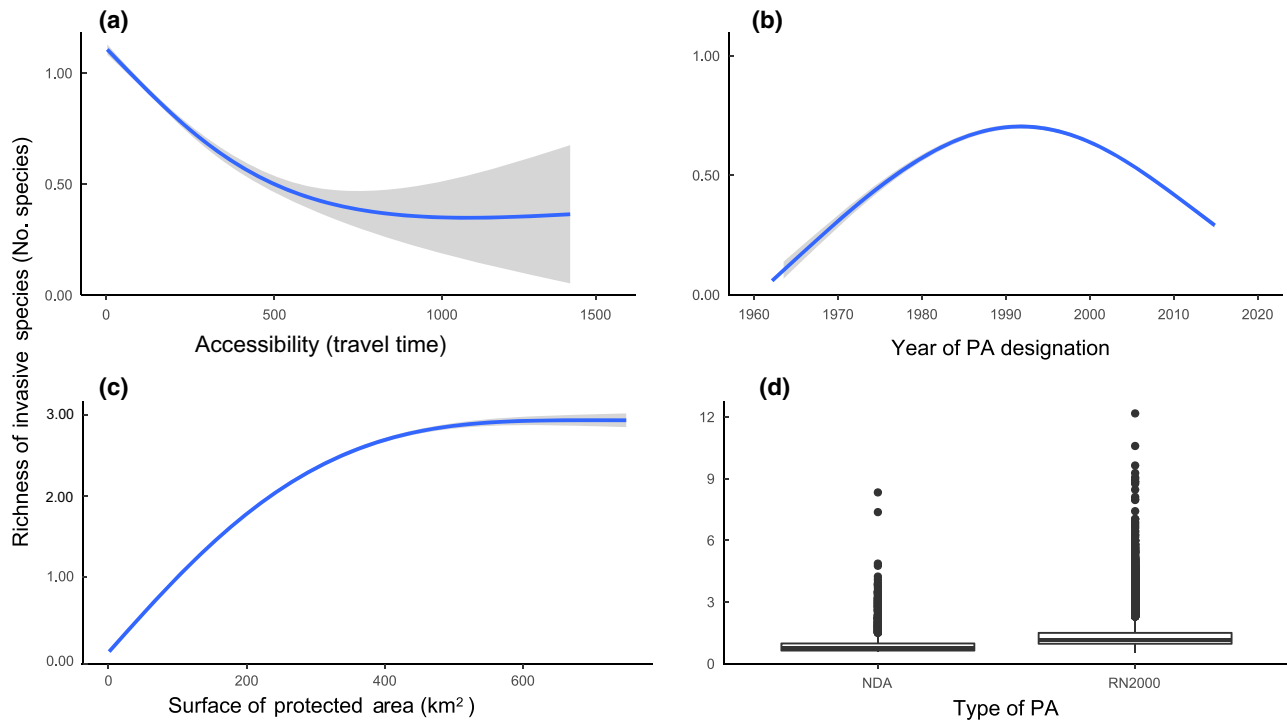 Richness of invasive species (No. species)
(a)
1.00
0.50
0.00
0 500 1000 1500
Accessibility (travel time)
(b)
1.00
0.50
0.00
1960 1970 1980 1990 2000 2010 2020
Year of PA designation
(c)
3.00
2.00
1.00
0.00
0 200 400 600
Surface of protected area (km²)
(d)
12
9
6
3
0
NDA RN2000
Type of PA